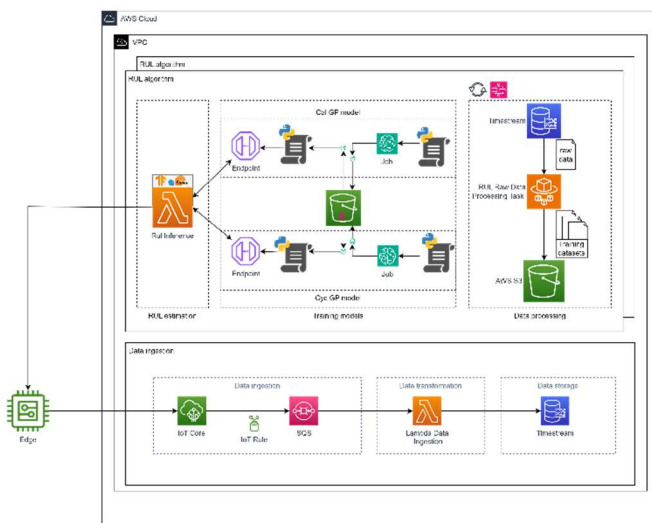 AWS Cloud
VPC
RUL algorithm
RUL algorithm
Cal GP model
Endpoint
Job
Rul Inference
Endpoint
Job
Cyc GP model
RUL estimation
Training models
Timestream
raw
data
RUL Raw Data
Processing Task
Training
datasets
AWS S3
Data processing
Data ingestion
Data ingestion
Data transformation
Data storage
Edge
IoT Core
IoT Rule
SQS
Lambda Data
Ingestion
Timestream